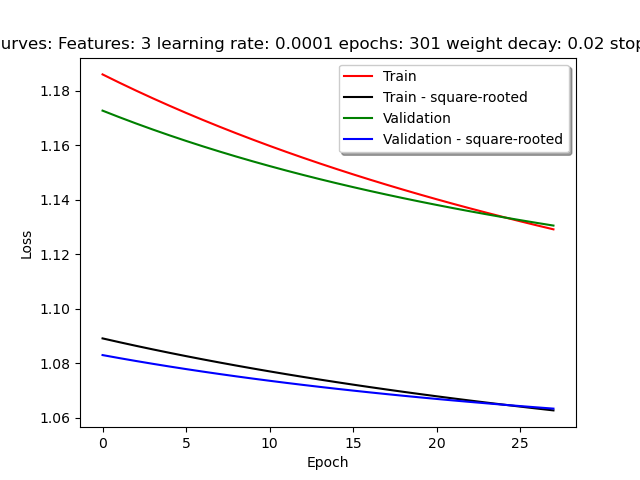 urves: Features: 3 learning rate: 0.0001 epochs: 301 weight decay: 0.02 stop
Train
Train - square-rooted
Validation
Validation - square-rooted
1.18
1.16
1.14
1.12
1.10
1.08
1.06
Loss
0 5 10 15 20 25
Epoch